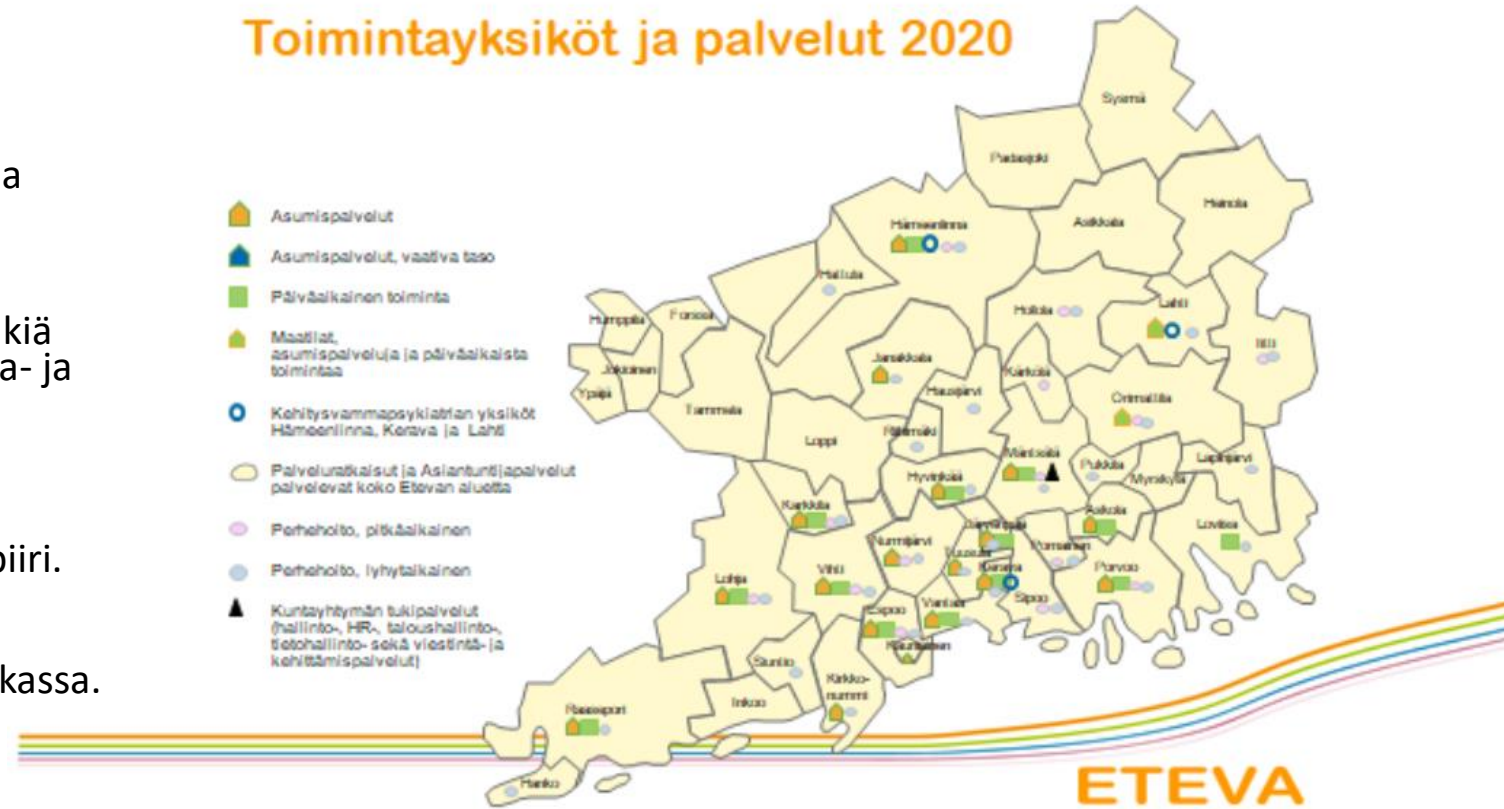 Toimintayksiköt ja palvelut 2020
a
kiä
a- ja
piiri.
kassa.
Asumispalvelut
Asumispalvelut, vaativa taso
Päiväaikainen toiminta
Maatilat,
asumispalveluja ja päiväaikaista
toimintaa
Kehitysvammapsykiatrian yksiköt
Hämeenlinna, Kerava ja Lahti
Palveluratkaisut ja Asiantuntijapalvelut
palvelevat koko Etevan aluetta
Perhehoito, pitkäaikainen
Perhehoito, lyhytaikainen
Kuntayhtymän tukipalvelut
(hallinto-, HR-, taloushallinto-,
tietohallinto- sekä viestintä- ja
kehittämispalvelut)
Sysmä
Padasjoki
Heinola
Asikkala
Hämeenlinna
Hattula
Hollola
Lahti
Iitti
Humppila
Forssa
Jokioinen
Ypäjä
Tammela
Janakkala
Hausjärvi
Kärkölä
Orimattila
Loppi
Riihimäki
Mäntsälä
Pukkila
Myrskylä
Lapinjärvi
Hyvinkää
Karkkila
Askola
Loviisa
Nurmijärvi
Järvenpää
Tuusula
Pornainen
Kerava
Porvoo
Vihti
Lohja
Sipoo
Espoo
Vantaa
Kauniainen
Siuntio
Kirkko-
nummi
Inkoo
Raasepori
Hanko
ETEVA